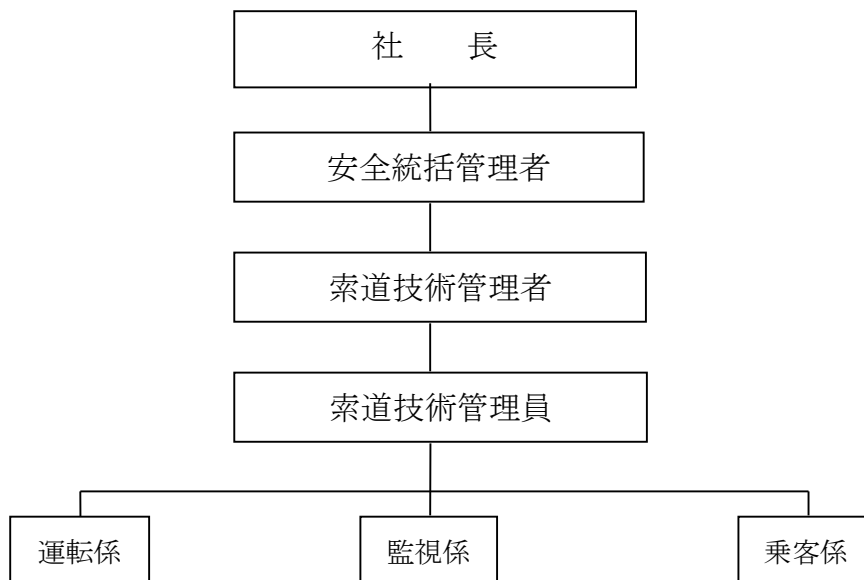 社　　長
安全統括管理者
索道技術管理者
索道技術管理員
運転係　監視係　乗客係